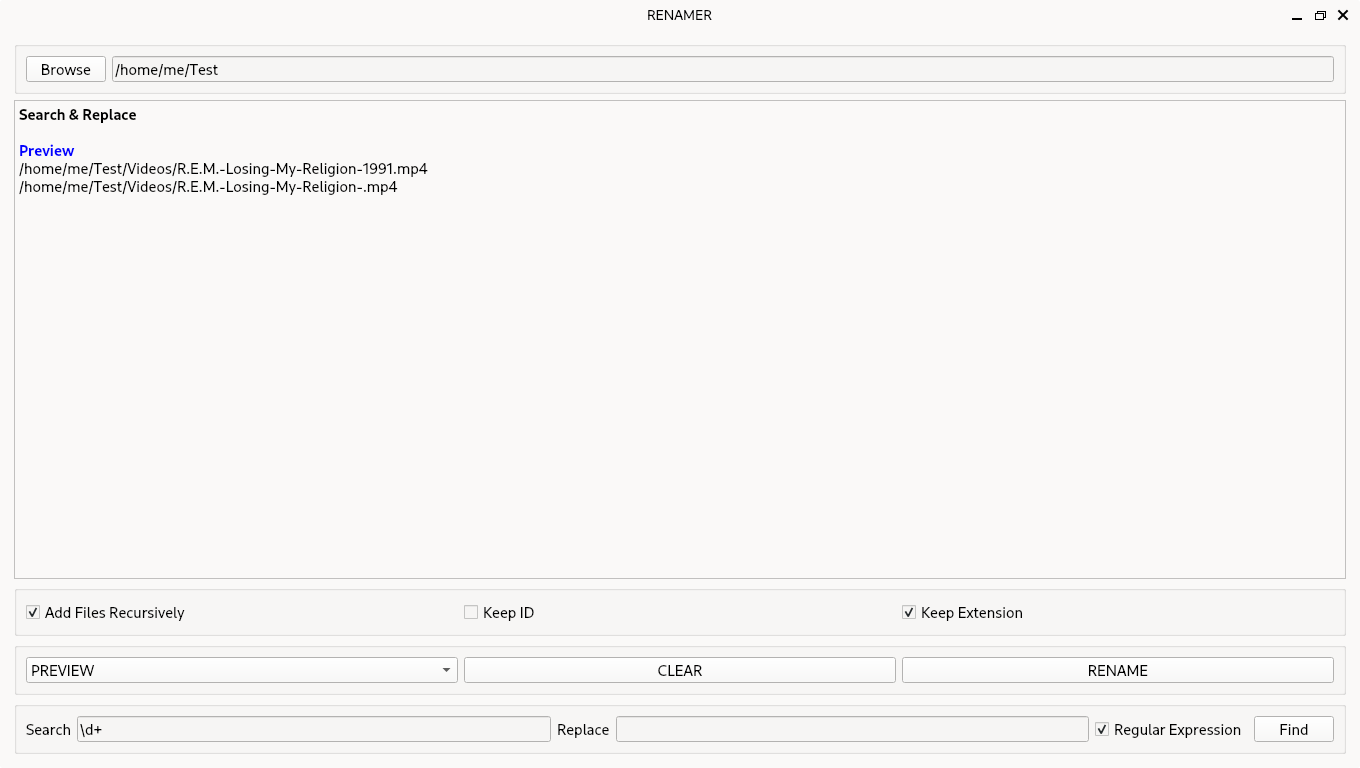 RENAMER
Browse /home/me/Test
Search & Replace
Preview
/home/me/Test/Videos/R.E.M.-Losing-My-Religion-1991.mp4
/home/me/Test/Videos/R.E.M.-Losing-My-Religion-.mp4
Add Files Recursively Keep ID Keep Extension
PREVIEW CLEAR RENAME
Search \d+ Replace Regular Expression Find